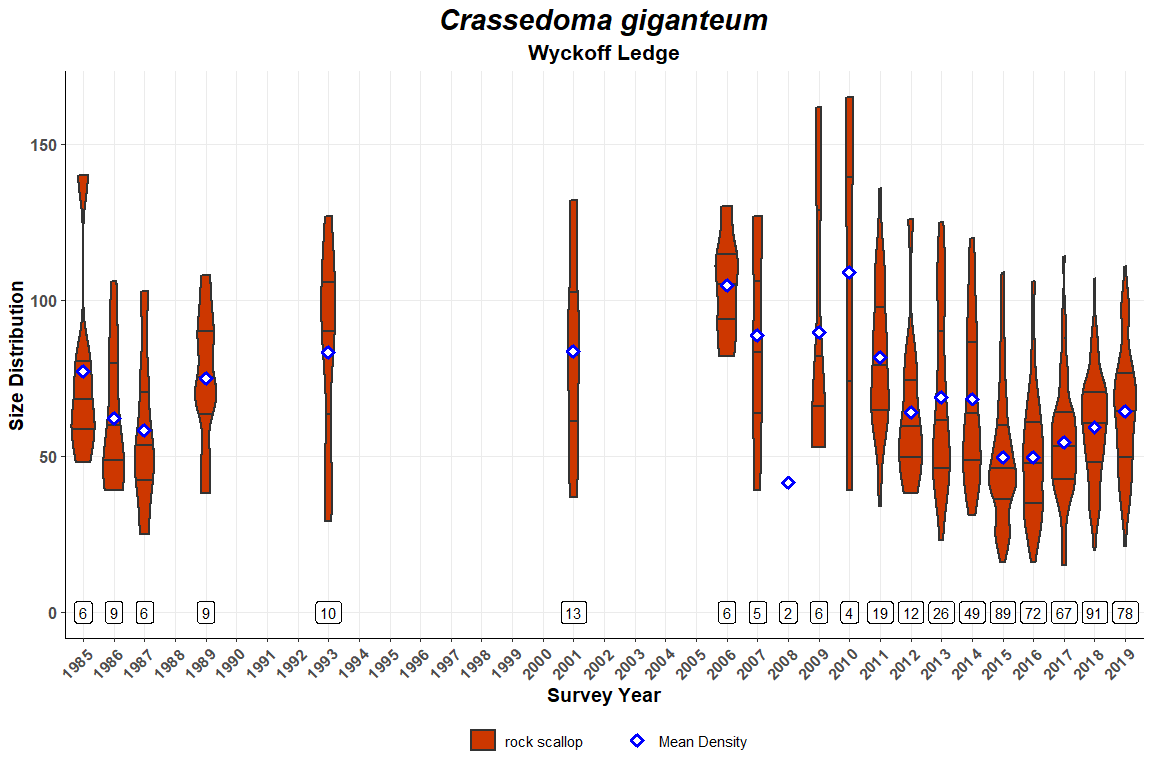 Crassedoma giganteum
Wyckoff Ledge
Size Distribution
150
100
50
0
6 9 6 9 10 13 6 5 2 6 4 19 12 26 49 89 72 67 91 78
1985 1986 1987 1988 1989 1990 1991 1992 1993 1994 1995 1996 1997 1998 1999 2000 2001 2002 2003 2004 2005 2006 2007 2008 2009 2010 2011 2012 2013 2014 2015 2016 2017 2018 2019
Survey Year
rock scallop Mean Density